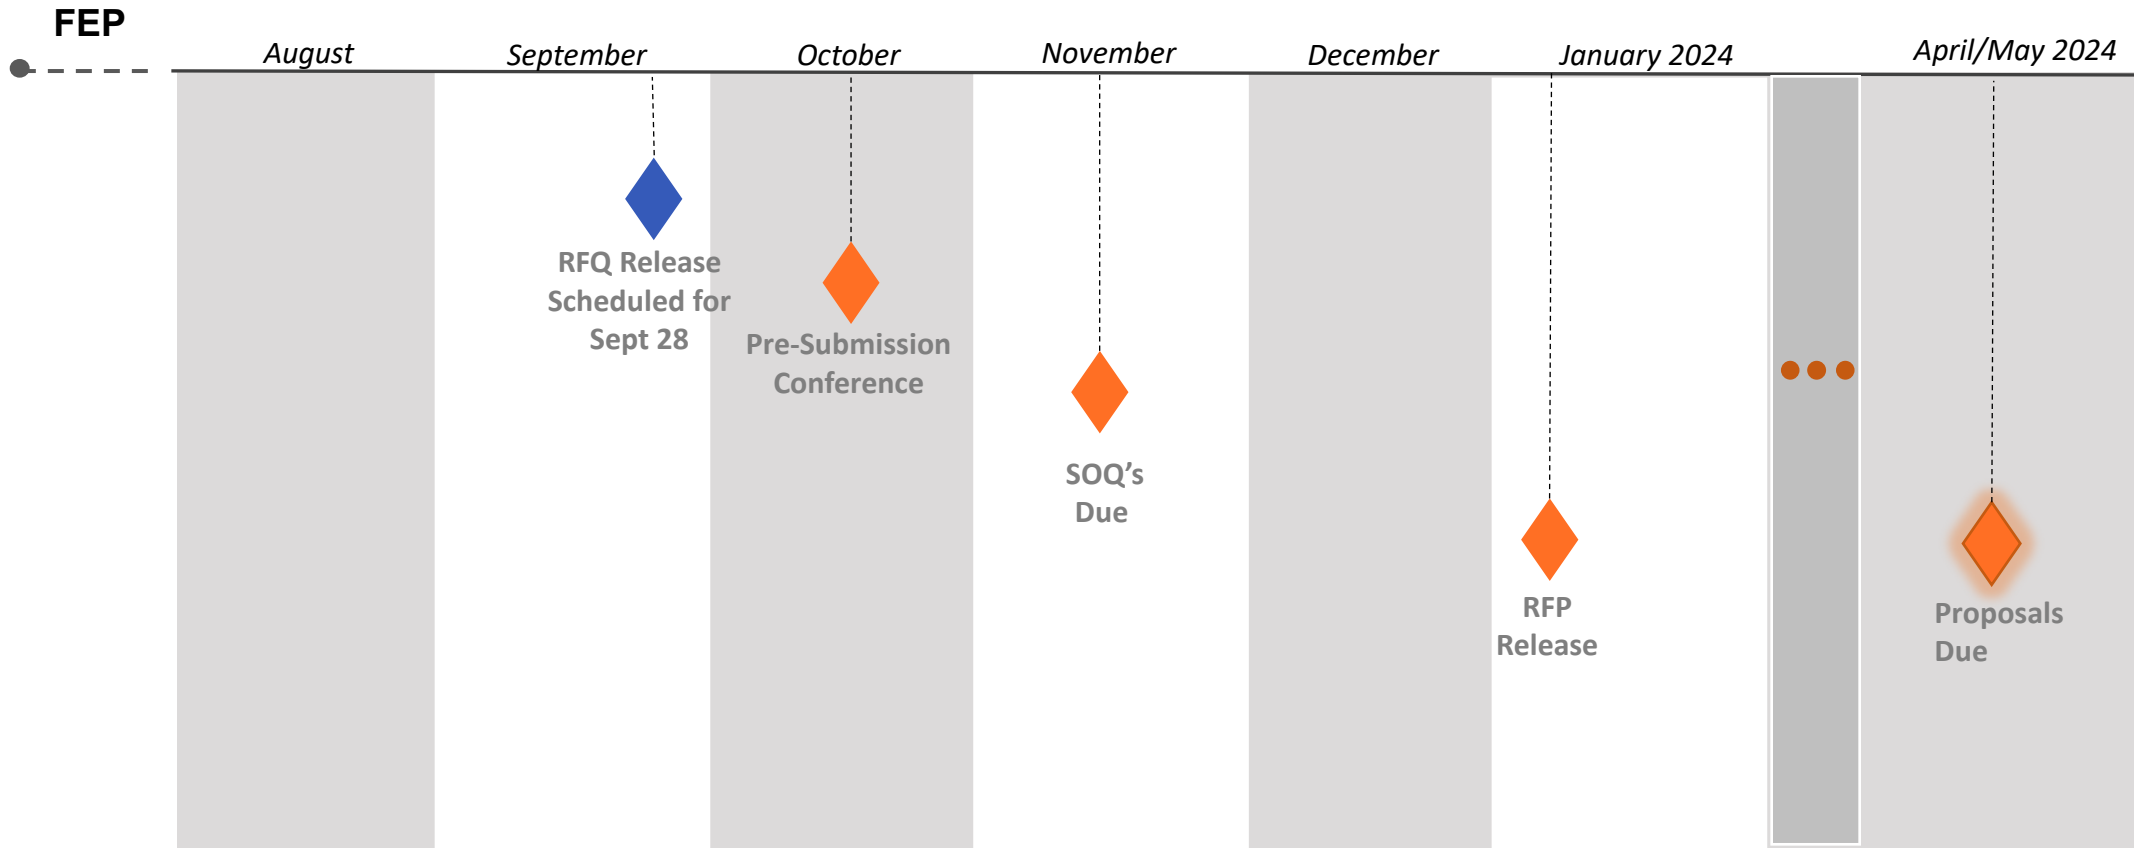 FEP
August
September
October
November
December
January 2024
April/May 2024
RFQ Release
Scheduled for
Sept 28
Pre-Submission
Conference
SOQ’s
Due
RFP
Release
Proposals
Due